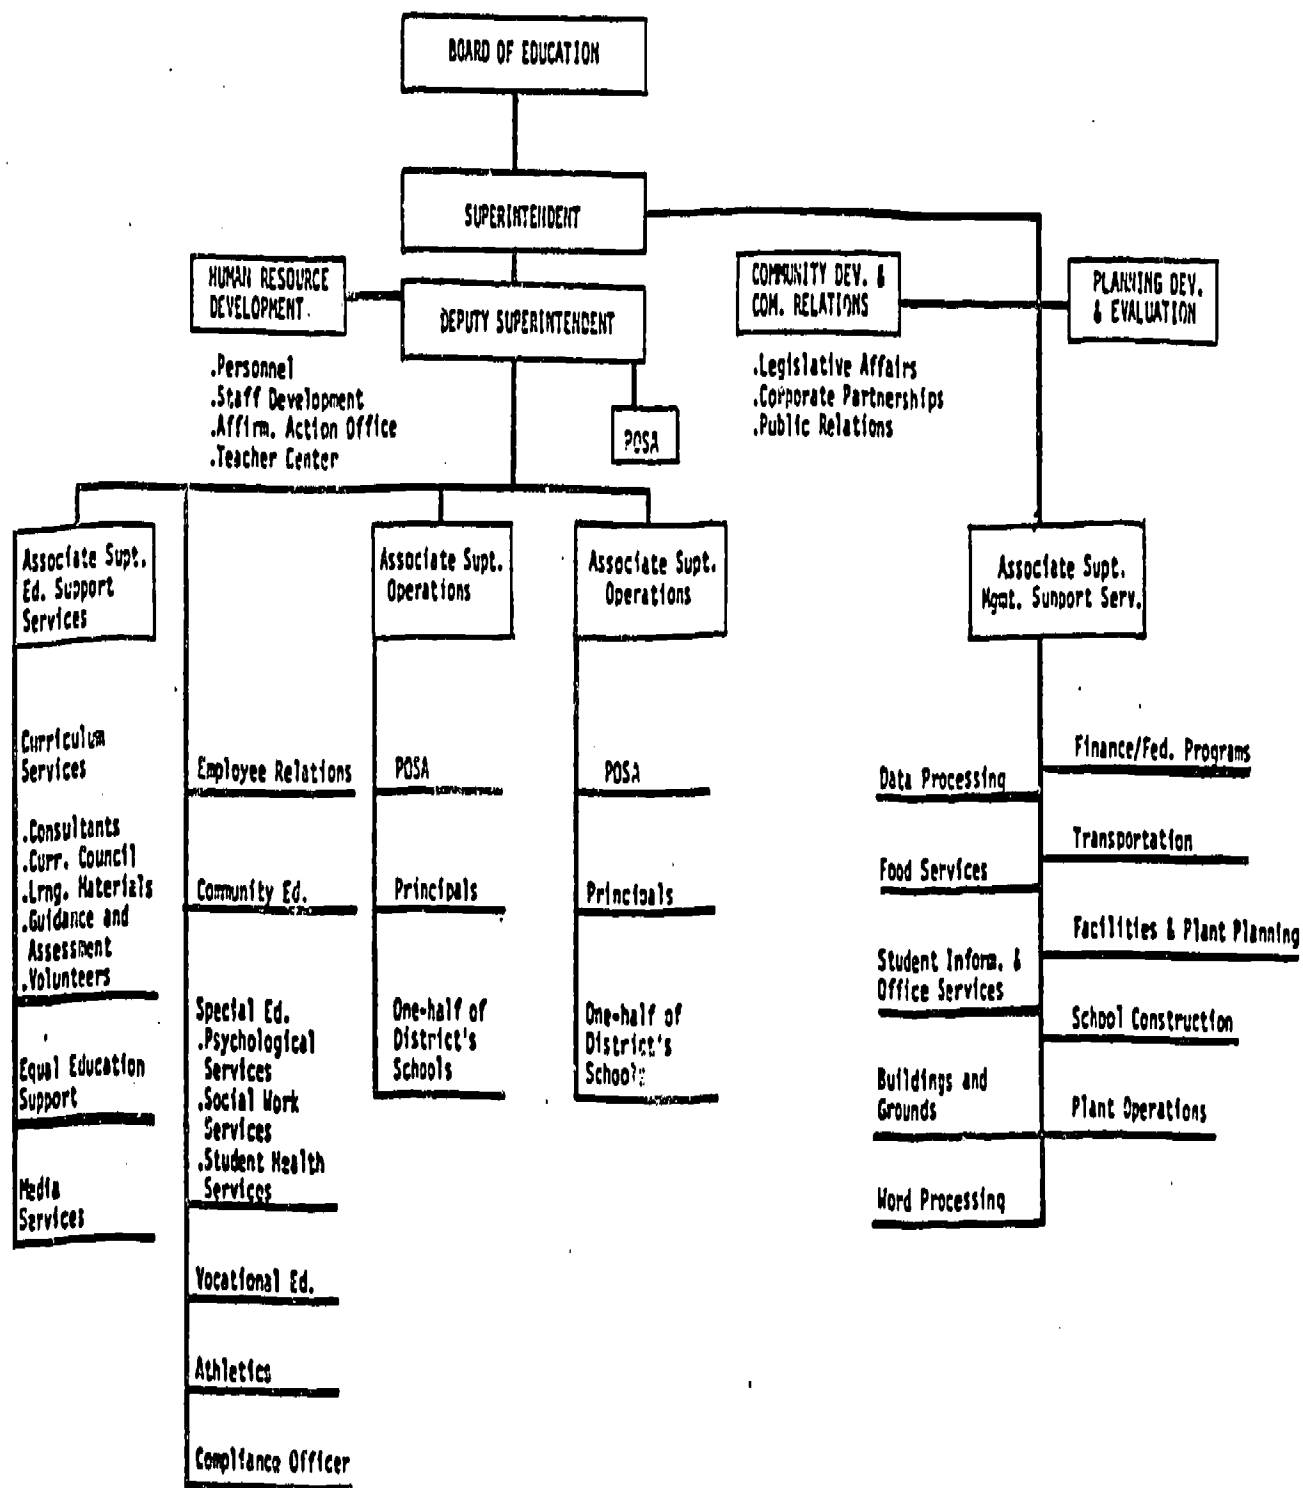 BOARD OF EDUCATION
SUPERINTENDENT
HUMAN RESOURCE
DEVELOPMENT
.Personnel
.Staff Development
.Affirm. Action Office
.Teacher Center
DEPUTY SUPERINTENDENT
POSA
COMMUNITY DEV. &
COM. RELATIONS
.Legislative Affairs
.Corporate Partnerships
.Public Relations
PLANNING DEV.
& EVALUATION
Associate Supt.
Ed. Support
Services
Curriculum
Services
.Consultants
.Curr. Council
.Lrng. Materials
.Guidance and
Assessment
.Volunteers
Equal Education
Support
Media
Services
Employee Relations
Community Ed.
Special Ed.
.Psychological
Services
.Social Work
Services
.Student Health
Services
Vocational Ed.
Athletics
Compliance Officer
Associate Supt.
Operations
POSA
Principals
One-half of
District's
Schools
Associate Supt.
Operations
POSA
Principals
One-half of
District's
Schools
Associate Supt.
Mgmt. Support Serv.
Data Processing
Food Services
Student Inform. &
Office Services
Buildings and
Grounds
Word Processing
Finance/Fed. Programs
Transportation
Facilities & Plant Planning
School Construction
Plant Operations